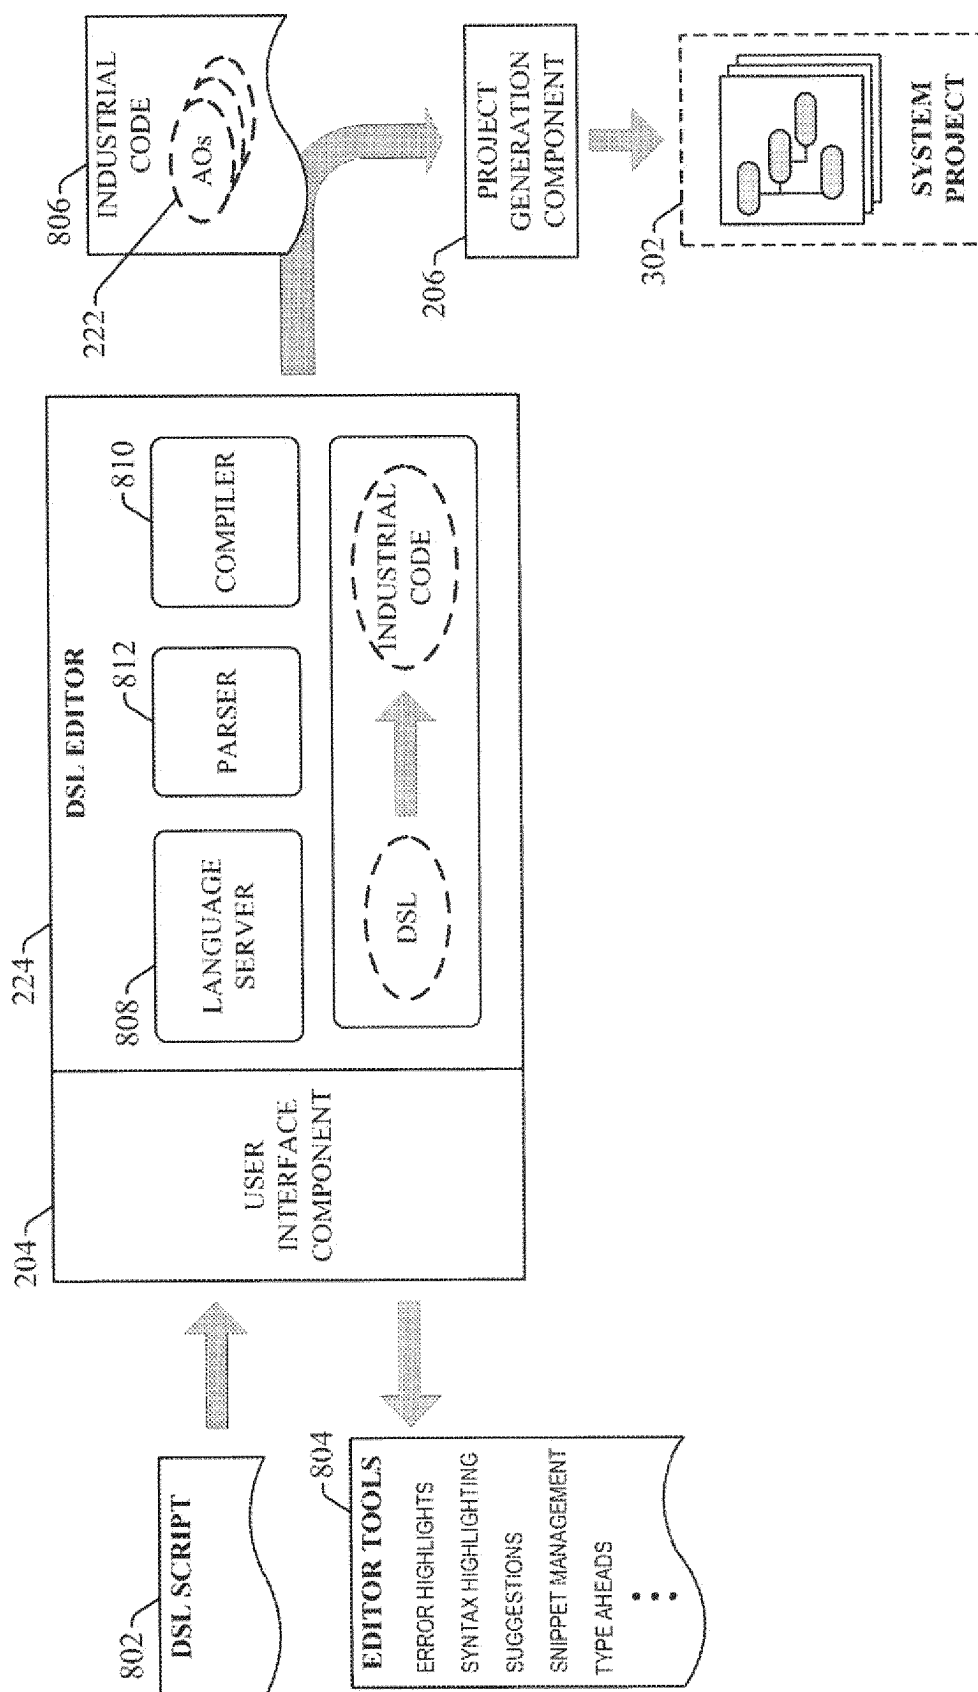 802
DSL SCRIPT
804
EDITOR TOOLS
ERROR HIGHLIGHTS
SYNTAX HIGHLIGHTING
SUGGESTIONS
SNIPPET MANAGEMENT
TYPE AHEADS
204
USER
INTERFACE
COMPONENT
224
DSL EDITOR
808
LANGUAGE
SERVER
812
PARSER
810
COMPILER
DSL
INDUSTRIAL
CODE
806
INDUSTRIAL
CODE
222
AOs
206
PROJECT
GENERATION
COMPONENT
302
SYSTEM
PROJECT